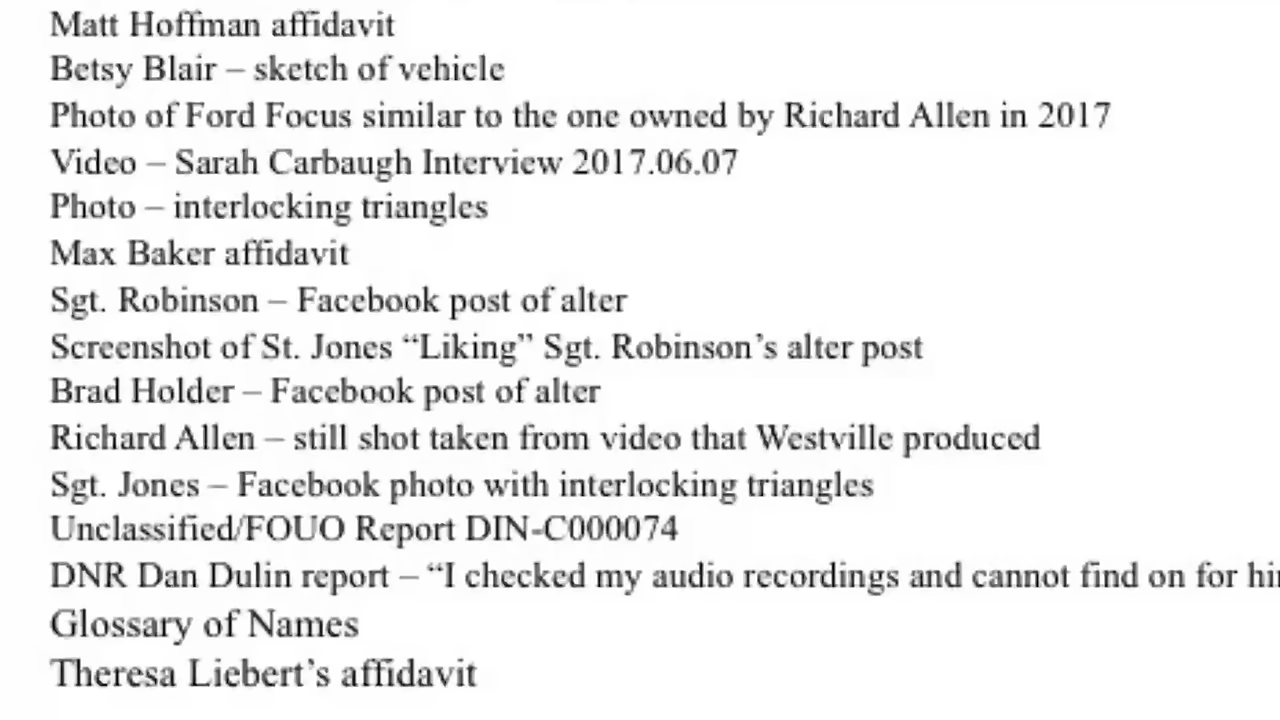 Matt Hoffman affidavit
Betsy Blair – sketch of vehicle
Photo of Ford Focus similar to the one owned by Richard Allen in 2017
Video – Sarah Carbaugh Interview 2017.06.07
Photo – interlocking triangles
Max Baker affidavit
Sgt. Robinson – Facebook post of alter
Screenshot of St. Jones “Liking” Sgt. Robinson’s alter post
Brad Holder – Facebook post of alter
Richard Allen – still shot taken from video that Westville produced
Sgt. Jones – Facebook photo with interlocking triangles
Unclassified/FOUO Report DIN-C000074
DNR Dan Dulin report – “I checked my audio recordings and cannot find on for
Glossary of Names
Theresa Liebert’s affidavit